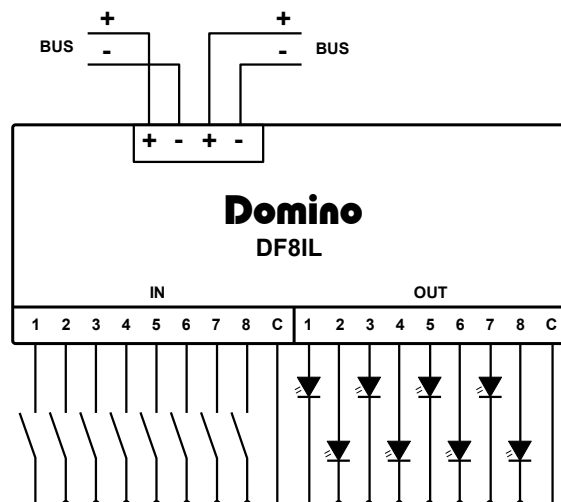 + +
BUS - - BUS
+ - + -
Domino
DF8IL
IN OUT
1 2 3 4 5 6 7 8 C 1 2 3 4 5 6 7 8 C